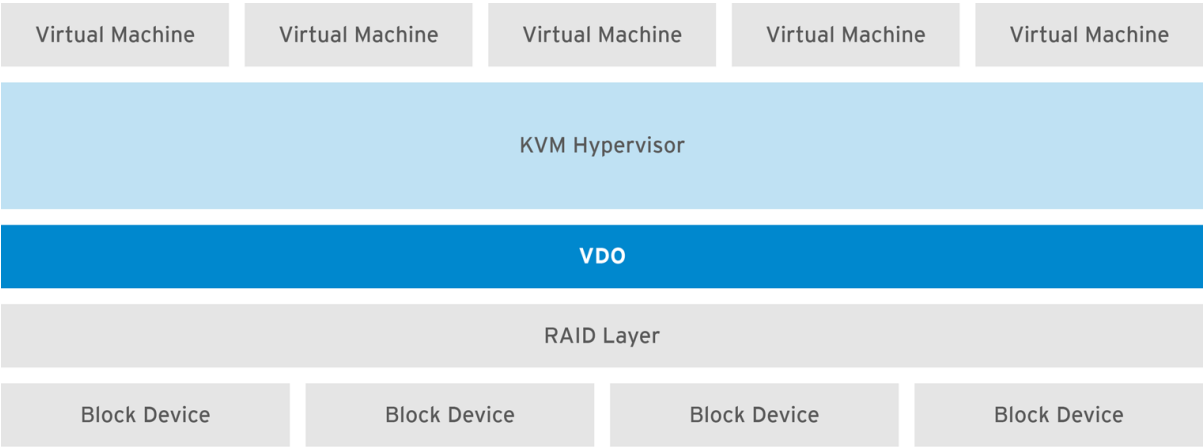 Virtual Machine Virtual Machine Virtual Machine Virtual Machine Virtual Machine
KVM Hypervisor
VDO
RAID Layer
Block Device Block Device Block Device Block Device